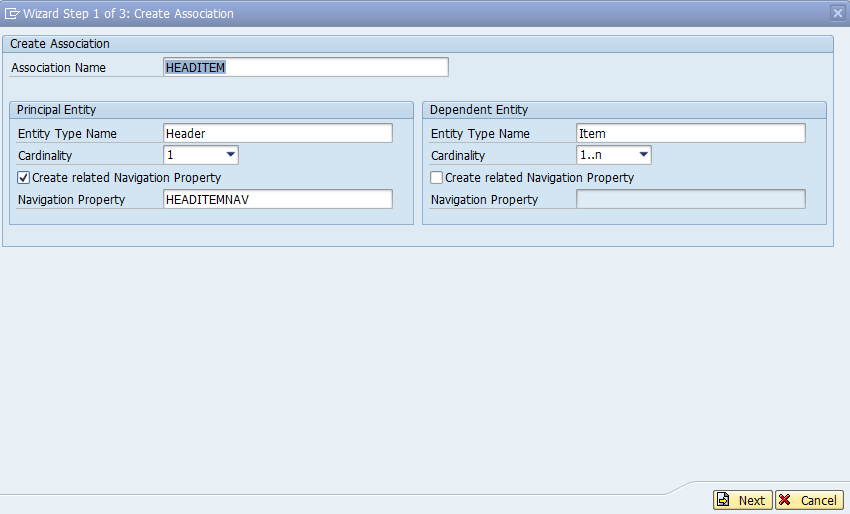 Wizard Step 1 of 3: Create Association
Create Association
Association Name HEADITEM
Principal Entity
Entity Type Name Header
Cardinality 1
Create related Navigation Property
Navigation Property HEADITEMNAV
Dependent Entity
Entity Type Name Item
Cardinality 1..n
Create related Navigation Property
Navigation Property
Next Cancel